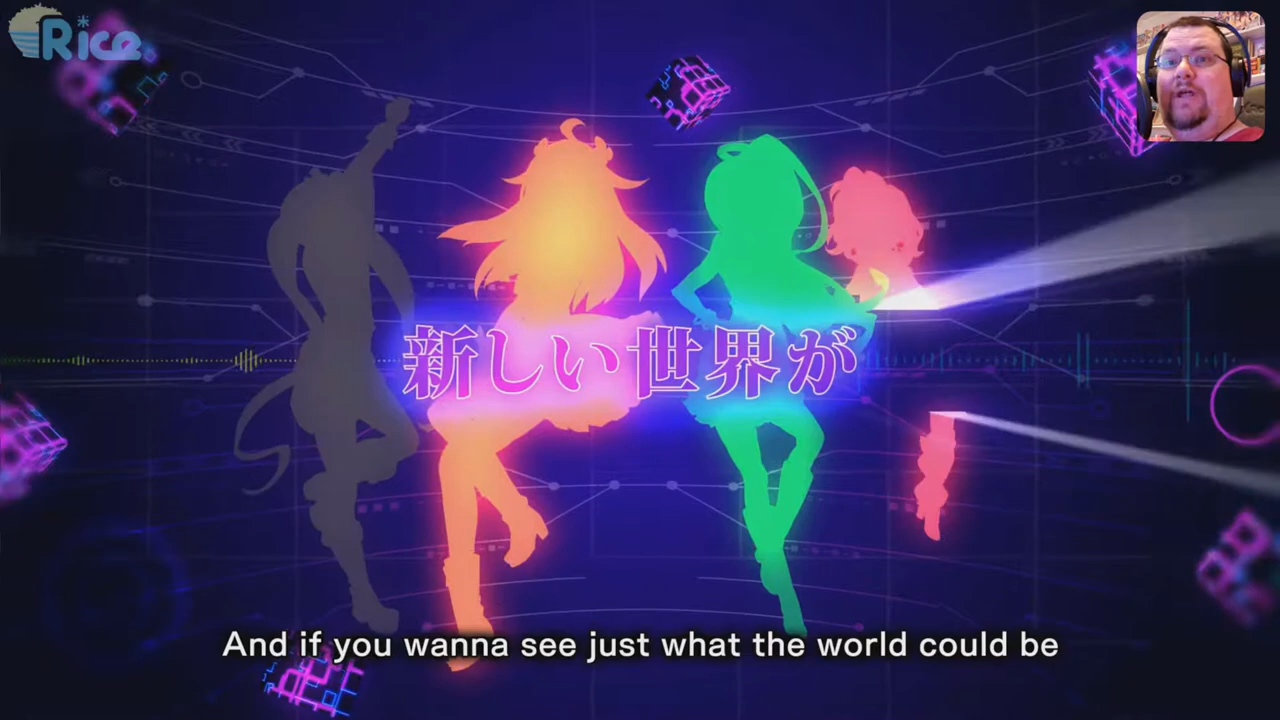 Rice
新しい世界が
And if you wanna see just what the world could be